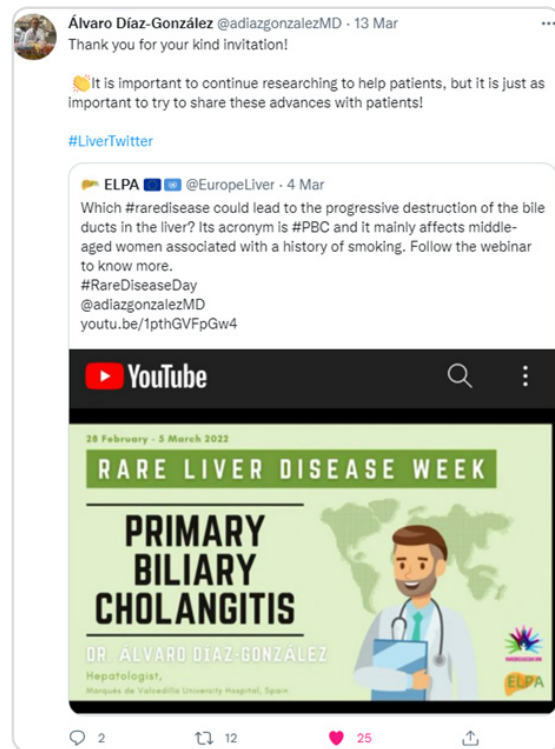 Álvaro Díaz-González @adiazgonzalezMD · 13 Mar
Thank you for your kind invitation!
👏It is important to continue researching to help patients, but it is just as
important to try to share these advances with patients!
#LiverTwitter
ELPA 🇪🇺🇺🇳 @EuropeLiver · 4 Mar
Which #raredisease could lead to the progressive destruction of the bile
ducts in the liver? Its acronym is #PBC and it mainly affects middle-
aged women associated with a history of smoking. Follow the webinar
to know more.
#RareDiseaseDay
@adiazgonzalezMD
youtu.be/1pthGVFpGw4
YouTube
28 February - 5 March 2022
RARE LIVER DISEASE WEEK
PRIMARY
BILIARY
CHOLANGITIS
DR. ÁLVARO DÍAZ-GONZÁLEZ
Hepatologist,
Marqués de Valdecilla University Hospital, Spain
ELPA
2 12 25